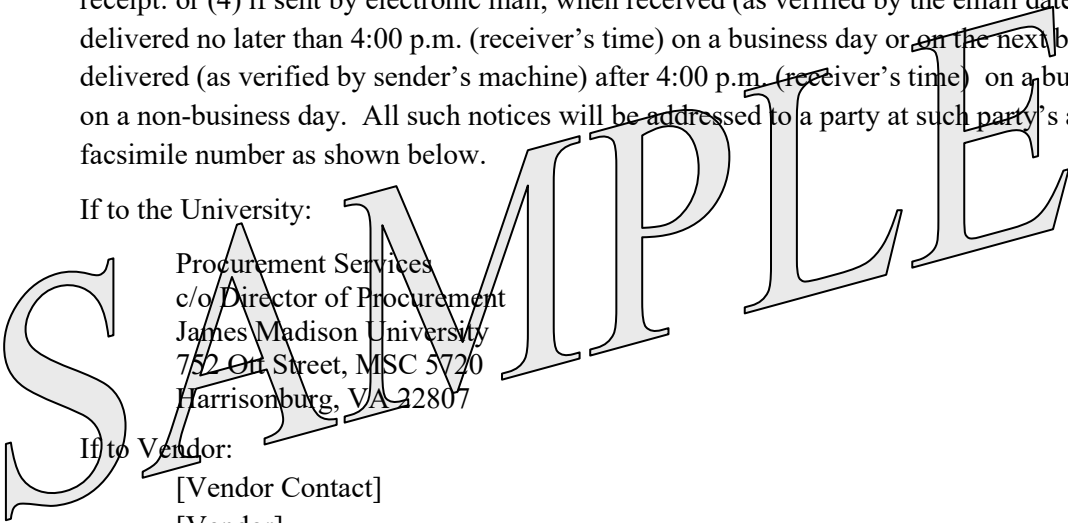 receipt. or (4) if sent by electronic mail, when received (as verified by the email date
delivered no later than 4:00 p.m. (receiver’s time) on a business day or on the next b
delivered (as verified by sender’s machine) after 4:00 p.m. (receiver’s time)  on a bu
on a non-business day.  All such notices will be addressed to a party at such party’s a
facsimile number as shown below.
If to the University:
Procurement Services
c/o Director of Procurement
James Madison University
752 Ott Street, MSC 5720
Harrisonburg, VA 22807
If to Vendor:
[Vendor Contact]
[Vendor]
SAMPLE